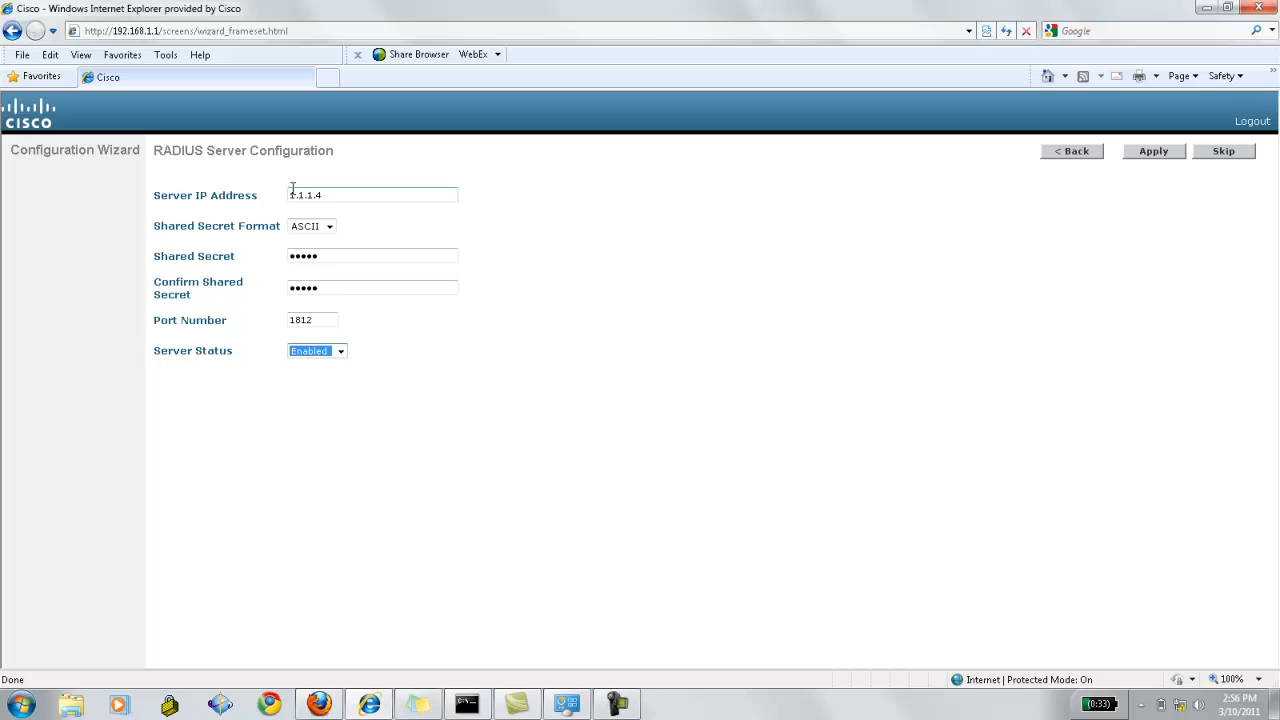 Cisco - Windows Internet Explorer provided by Cisco
http://192.168.1.1/screens/wizard_frameset.html
Google
File Edit View Favorites Tools Help
x Share Browser WebEx
Favorites Cisco
Page Safety
CISCO
Logout
Configuration Wizard RADIUS Server Configuration < Back Apply Skip
Server IP Address 1.1.1.4
Shared Secret Format ASCII
Shared Secret •••••
Confirm Shared
Secret •••••
Port Number 1812
Server Status Enabled
Done Internet | Protected Mode: On 100%
(0:33) 2:56 PM
3/10/2011